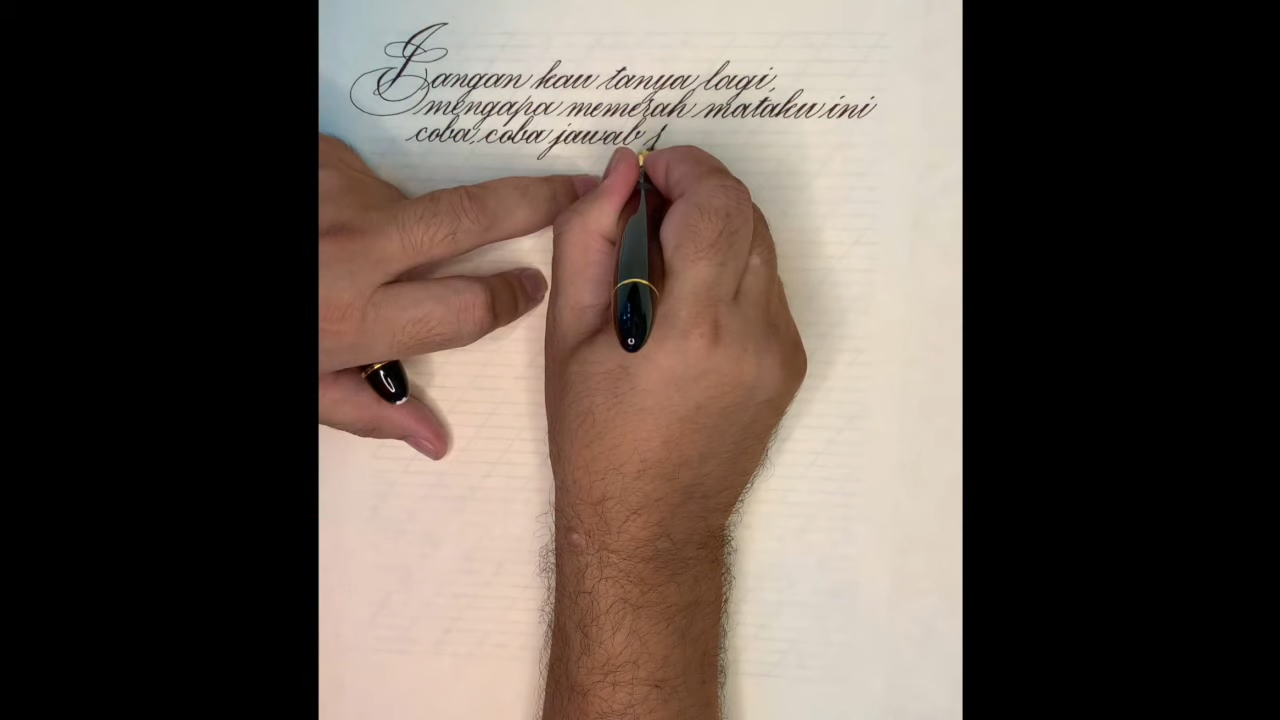 Jangan kau tanya lagi,
mengapa memerah mataku ini
coba, coba jawab